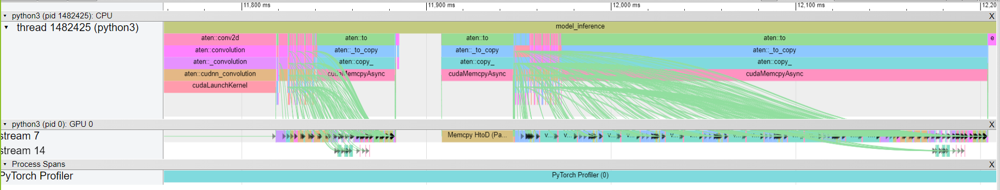 11,800 ms 11,900 ms 12,000 ms 12,100 ms 12,20
python3 (pid 1482425): CPU X
thread 1482425 (python3) model_inference
aten::conv2d aten::to aten::to aten::to e
aten::convolution aten::_to_copy aten::_to_copy aten::_to_copy
aten::_convolution aten::copy_ aten::copy_ aten::copy_
aten::cudnn_convolution cudaMemcpyAsync cudaMemcpyAsync cudaMemcpyAsync
cudaLaunchKernel
python3 (pid 0): GPU 0 X
stream 7 Memcpy HtoD (Pa... v... v... v... v... v... v...
stream 14
Process Spans X
PyTorch Profiler PyTorch Profiler (0)